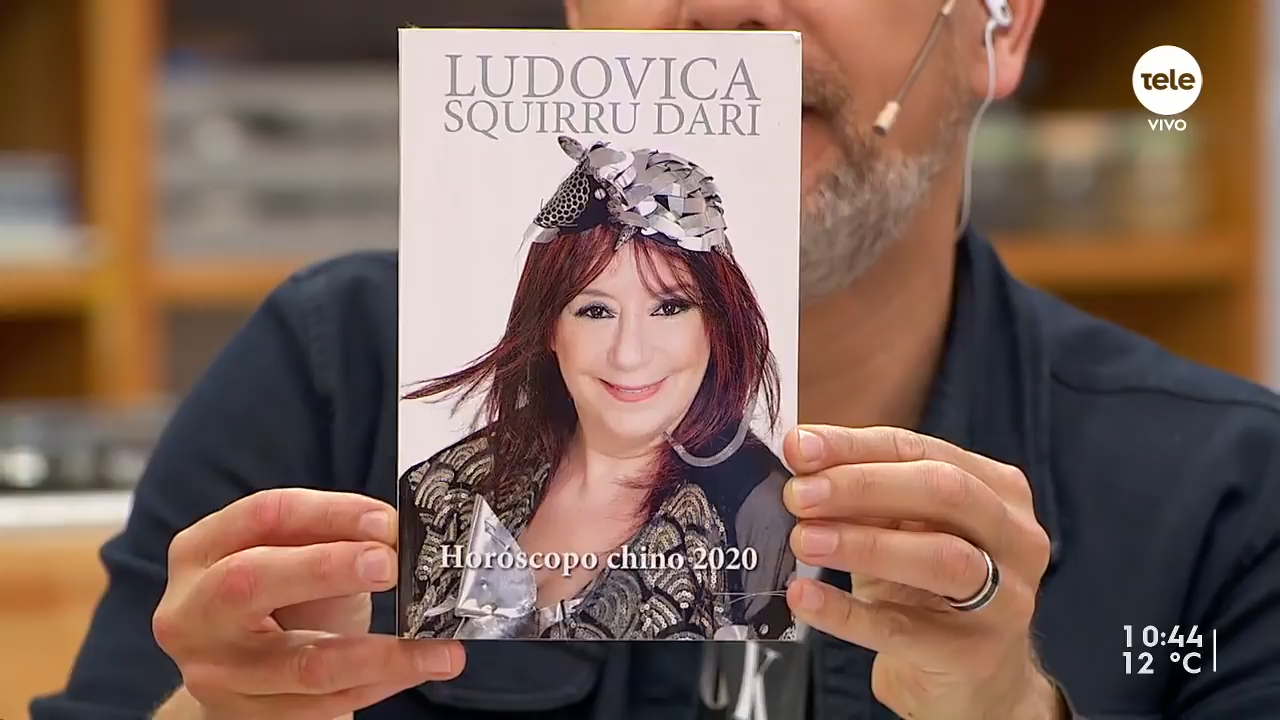 LUDOVICA
SQUIRRU DARI
Horóscopo chino 2020
tele
VIVO
10:44
12 °C